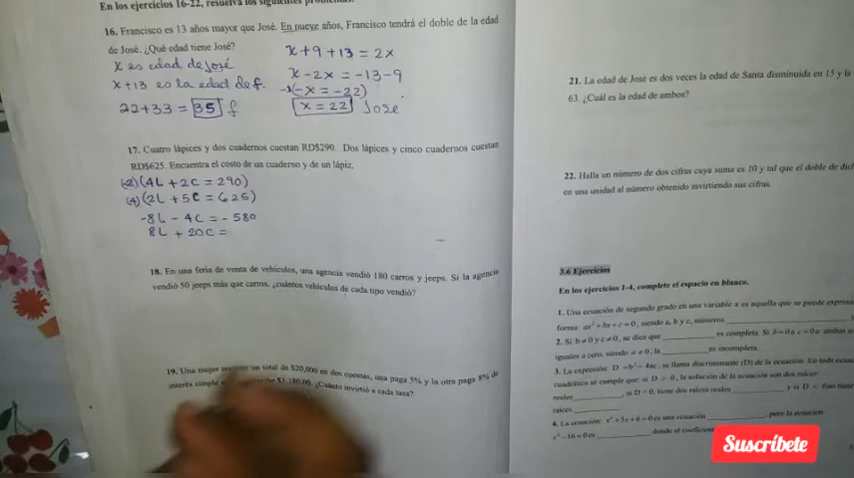 En los ejercicios 16-22, resuelva los siguientes
16. Francisco es 13 años mayor que José. En nueve años, Francisco tendrá el doble de la edad
de José. ¿Qué edad tiene José?
x es edad de José
x + 9 + 13 = 2x
x + 13 es la edad de f.
x - 2x = -13 - 9
-1(-x = -22)
22 + 33 = 35 f
x = 22 José
17. Cuatro lápices y dos cuadernos cuestan RD$290. Dos lápices y cinco cuadernos cuestan
RD$625. Encuentra el costo de un cuaderno y de un lápiz.
(-2)(4L + 2C = 290)
(4)(2L + 5C = 625)
-8L - 4C = -580
8L + 20C =
18. En una feria de venta de vehículos, una agencia vendió 180 carros y jeeps. Si la agencia
vendió 50 jeeps más que carros, ¿cuántos vehículos de cada tipo vendió?
19. Una mujer un total de $20,000 en dos cuentas, una paga 5% y la otra paga 8% de
interés simple $1,180.00. ¿Cuánto invirtió a cada tasa?
21. La edad de José es dos veces la edad de Santa disminuida en 15 y la
63. ¿Cuál es la edad de ambos?
22. Halla un número de dos cifras cuya suma es 10 y tal que el doble de
en una unidad al número obtenido invirtiendo sus cifras.
3.6 Ejercicios
En los ejercicios 1-4, complete el espacio en blanco.
1. Una ecuación de segundo grado en una variable x es aquella que se puede
forma ax² + bx + c = 0, siendo a, b y c, números
2. Si b ≠ 0 y c ≠ 0, se dice que es completa. Si b = 0 o c = 0 o ambas
iguales a cero, siendo a ≠ 0, la es incompleta.
3. La expresión: D = b² - 4ac, se llama discriminante (D) de la ecuación. En toda
cuadrática se cumple que: si D > 0, la solución de la ecuación son dos raíces
reales, si D = 0, tiene dos raíces reales y si D
raíces
4. La ecuación: x² + 5x + 6 = 0 es una ecuación, pero la ecuación
x² - 16 = 0 es donde el
Suscríbete